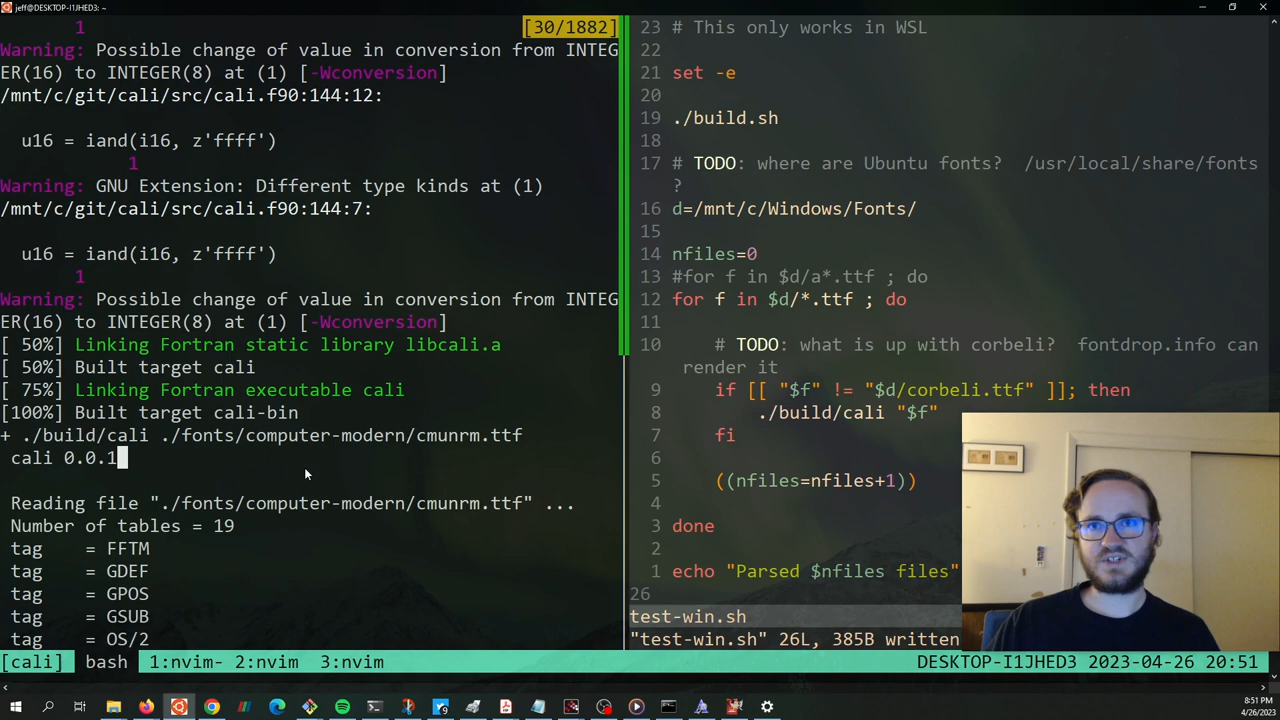 jeff@DESKTOP-I1JHED3: ~
1
[30/1882]
Warning: Possible change of value in conversion from INTEG
ER(16) to INTEGER(8) at (1) [-Wconversion]
/mnt/c/git/cali/src/cali.f90:144:12:
u16 = iand(i16, z'ffff')
1
Warning: GNU Extension: Different type kinds at (1)
/mnt/c/git/cali/src/cali.f90:144:7:
u16 = iand(i16, z'ffff')
1
Warning: Possible change of value in conversion from INTEG
ER(16) to INTEGER(8) at (1) [-Wconversion]
[ 50%] Linking Fortran static library libcali.a
[ 50%] Built target cali
[ 75%] Linking Fortran executable cali
[100%] Built target cali-bin
+ ./build/cali ./fonts/computer-modern/cmunrm.ttf
cali 0.0.1
Reading file "./fonts/computer-modern/cmunrm.ttf" ...
Number of tables = 19
tag     = FFTM
tag     = GDEF
tag     = GPOS
tag     = GSUB
tag     = OS/2
23 # This only works in WSL
22
21 set -e
20
19 ./build.sh
18
17 # TODO: where are Ubuntu fonts?  /usr/local/share/fonts
?
16 d=/mnt/c/Windows/Fonts/
15
14 nfiles=0
13 #for f in $d/a*.ttf ; do
12 for f in $d/*.ttf ; do
11
10     # TODO: what is up with corbeli?  fontdrop.info can
render it
9     if [[ "$f" != "$d/corbeli.ttf" ]]; then
8         ./build/cali "$f"
7     fi
6
5     ((nfiles=nfiles+1))
4
3 done
2
1 echo "Parsed $nfiles files"
26
test-win.sh
"test-win.sh" 26L, 385B written
[cali] bash 1:nvim- 2:nvim 3:nvim
DESKTOP-I1JHED3 2023-04-26 20:51
8:51 PM
4/26/2023